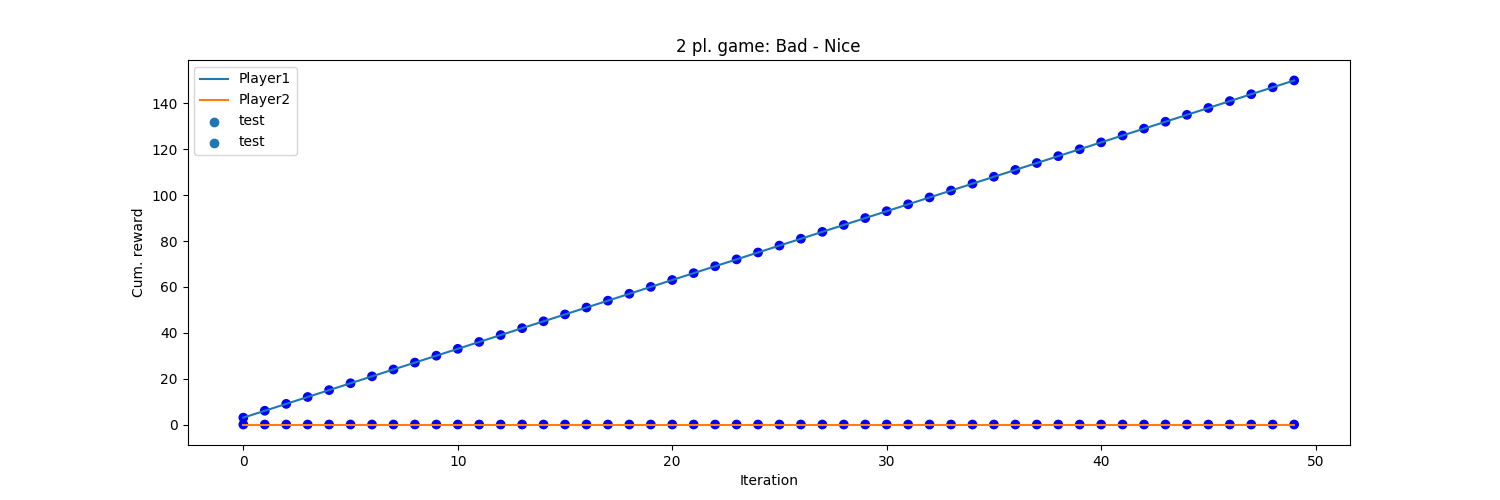 2 pl. game: Bad - Nice
Player1
Player2
test
test
140
120
100
80
60
40
20
0
Cum. reward
0 10 20 30 40 50
Iteration